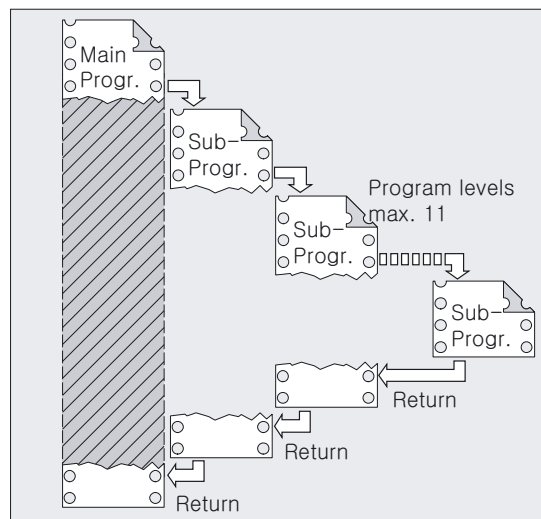 Main
Progr.
Sub-
Progr.
Program levels
max. 11
Sub-
Progr.
Sub-
Progr.
Return
Return
Return